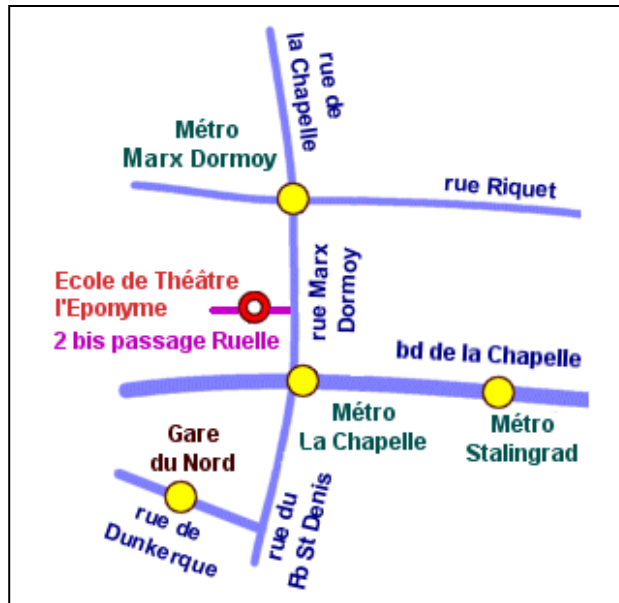 rue de
la Chapelle
Métro
Marx Dormoy
rue Riquet
Ecole de Théâtre
l'Eponyme
2 bis passage Ruelle
rue Marx
Dormoy
bd de la Chapelle
Métro
La Chapelle
Métro
Stalingrad
Gare
du Nord
rue de
Dunkerque
rue du
Fb St Denis